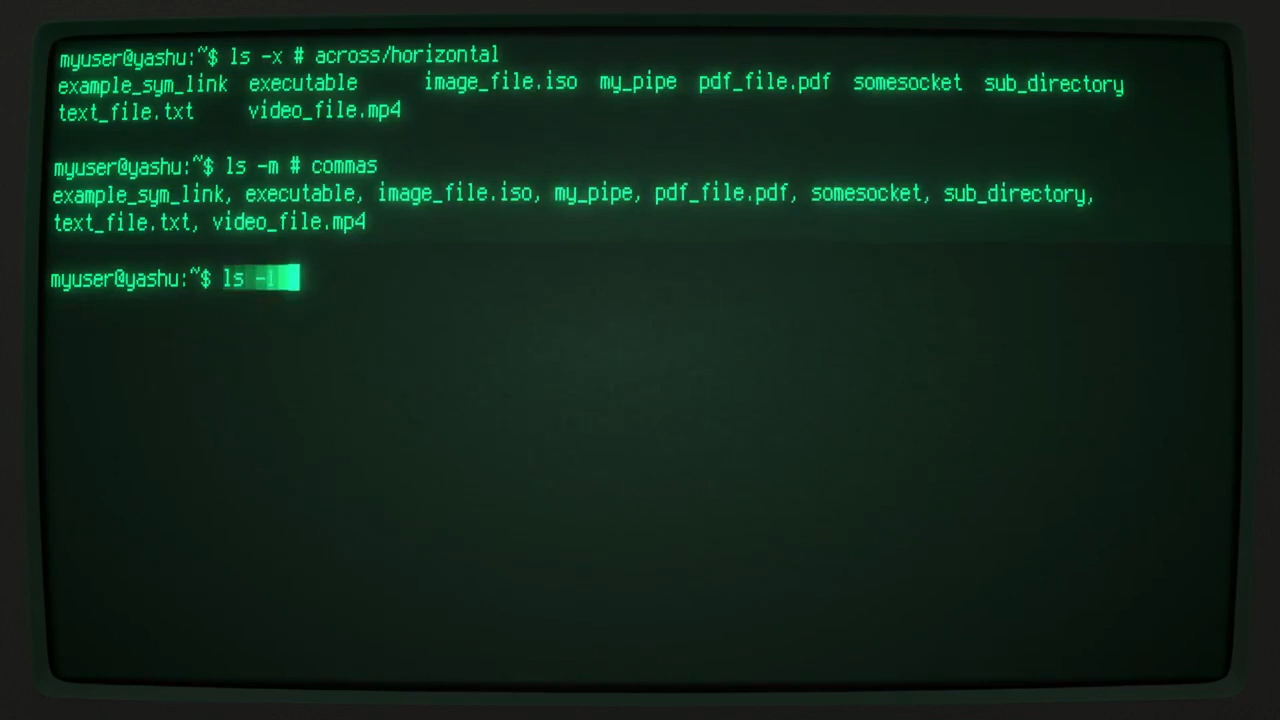 myuser@yashu:~$ ls -x # across/horizontal
example_sym_link executable image_file.iso my_pipe pdf_file.pdf somesocket sub_directory
text_file.txt video_file.mp4
myuser@yashu:~$ ls -m # commas
example_sym_link, executable, image_file.iso, my_pipe, pdf_file.pdf, somesocket, sub_directory,
text_file.txt, video_file.mp4
myuser@yashu:~$ ls